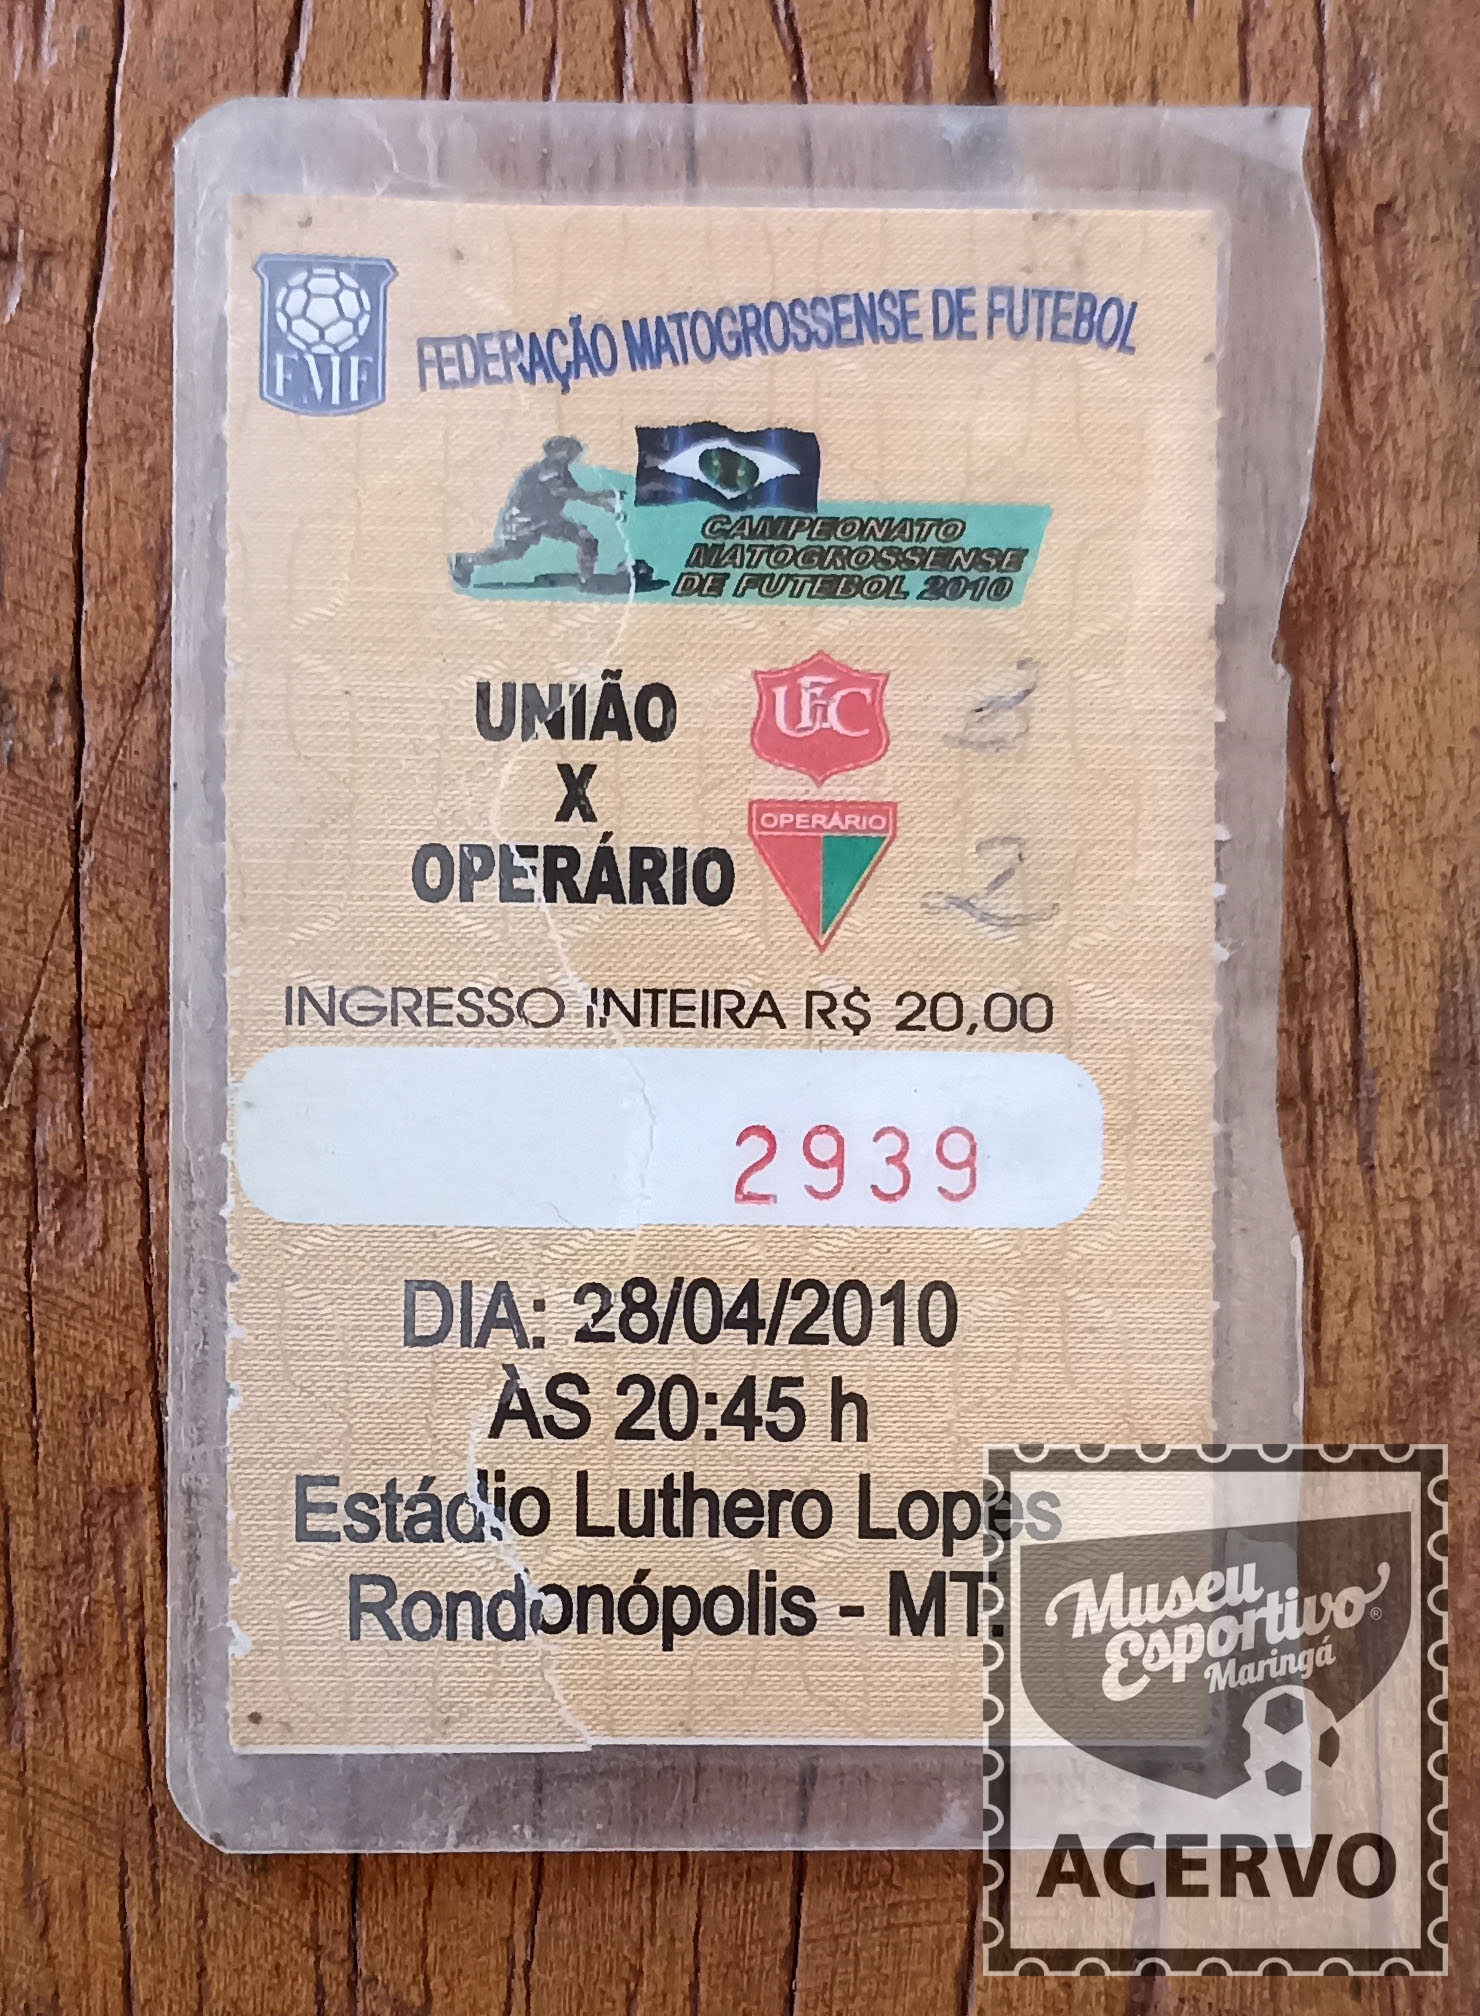 FMF
FEDERAÇÃO MATOGROSSENSE DE FUTEBOL
CAMPEONATO
MATOGROSSENSE
DE FUTEBOL 2010
UNIÃO
X
OPERÁRIO
UEC
OPERÁRIO
INGRESSO INTEIRA R$ 20,00
2939
DIA: 28/04/2010
ÀS 20:45 h
Estádio Luthero Lopes
Rondonópolis - MT.
Museu
Esportivo®
Maringá
ACERVO